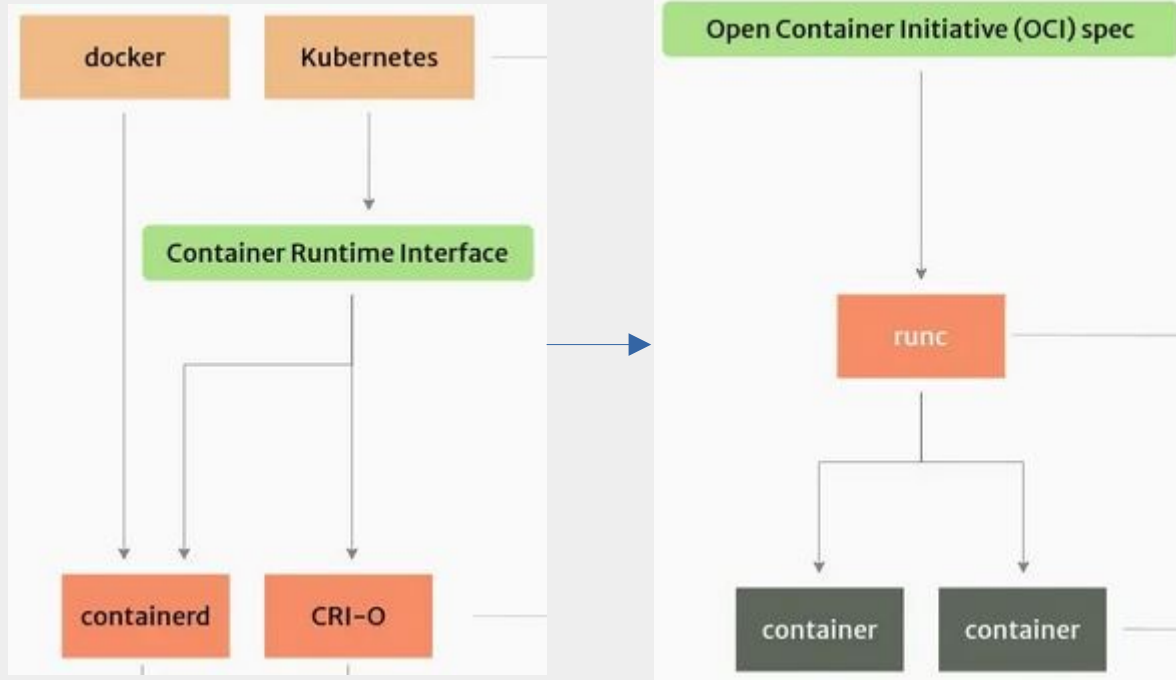 docker
Kubernetes
Container Runtime Interface
containerd
CRI-O
Open Container Initiative (OCI) spec
runc
container
container